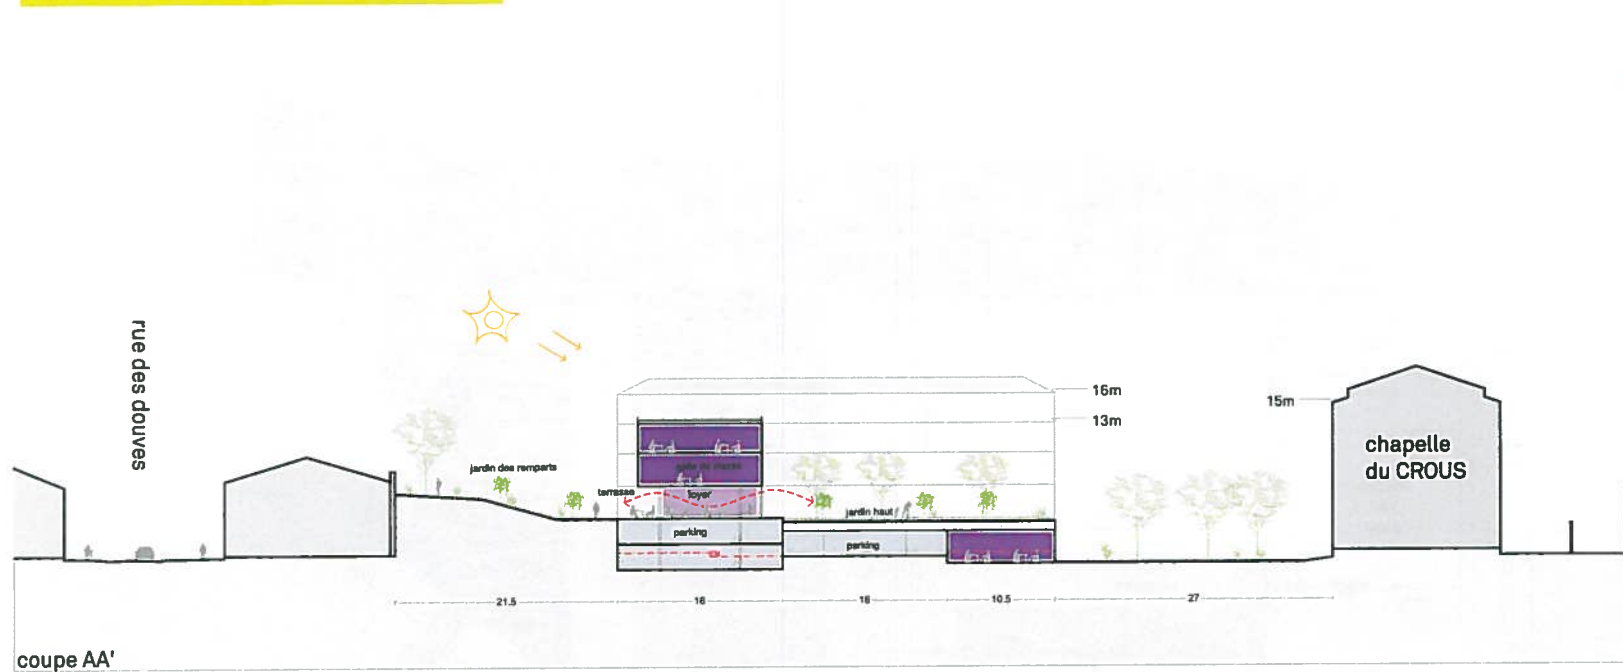 rue des douves
16m
13m
15m
chapelle
du CROUS
jardin des remparts
terrasse
foyer
jardin haut
parking
parking
21.5
16
16
10.5
27
coupe AA'